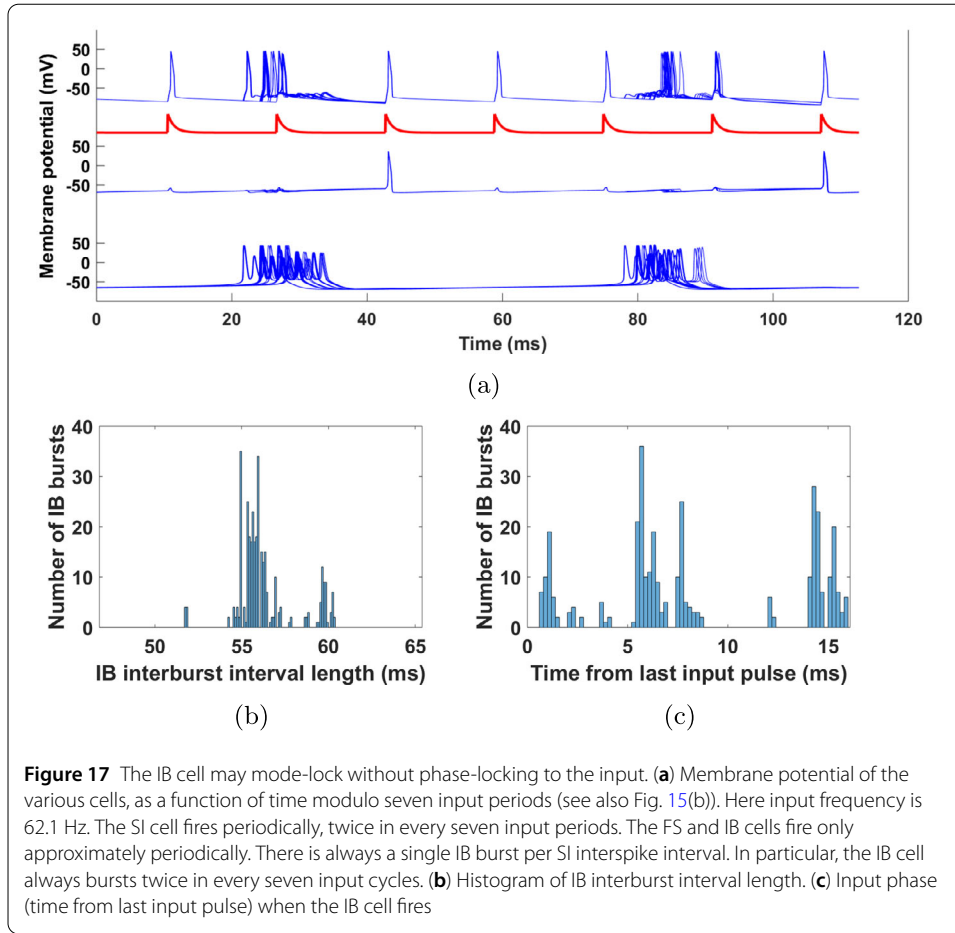 50
0
-50
50
0
-50
50
0
-50
Membrane potential (mV)
0 20 40 60 80 100 120
Time (ms)
(a)
40
30
20
10
0
Number of IB bursts
50 55 60 65
IB interburst interval length (ms)
(b)
40
30
20
10
0
Number of IB bursts
0 5 10 15
Time from last input pulse (ms)
(c)
Figure 17 The IB cell may mode-lock without phase-locking to the input. (a) Membrane potential of the
various cells, as a function of time modulo seven input periods (see also Fig. 15(b)). Here input frequency is
62.1 Hz. The SI cell fires periodically, twice in every seven input periods. The FS and IB cells fire only
approximately periodically. There is always a single IB burst per SI interspike interval. In particular, the IB cell
always bursts twice in every seven input cycles. (b) Histogram of IB interburst interval length. (c) Input phase
(time from last input pulse) when the IB cell fires